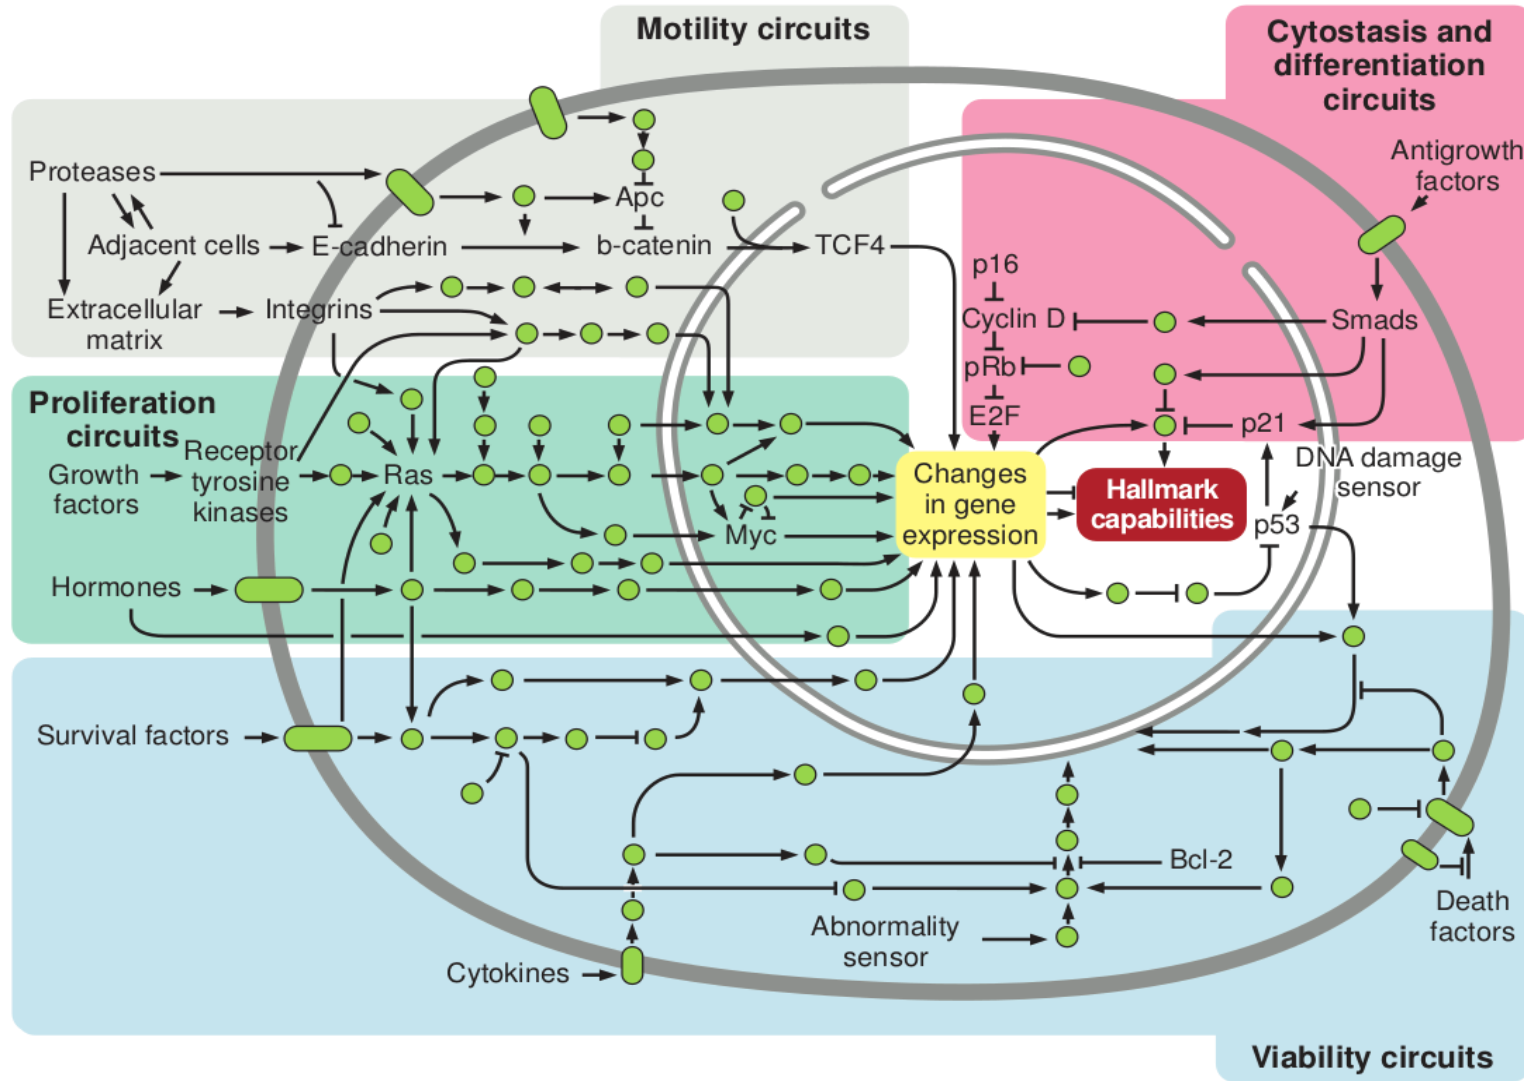 Motility circuits
Cytostasis and
differentiation
circuits
Antigrowth
factors
Proteases
Apc
Adjacent cells
E-cadherin
b-catenin
TCF4
p16
Extracellular
matrix
Integrins
Cyclin D
Smads
pRb
E2F
p21
Proliferation
circuits
Growth
factors
Receptor
tyrosine
kinases
Ras
Myc
Changes
in gene
expression
Hallmark
capabilities
DNA damage
sensor
p53
Hormones
Survival factors
Bcl-2
Abnormality
sensor
Death
factors
Cytokines
Viability circuits